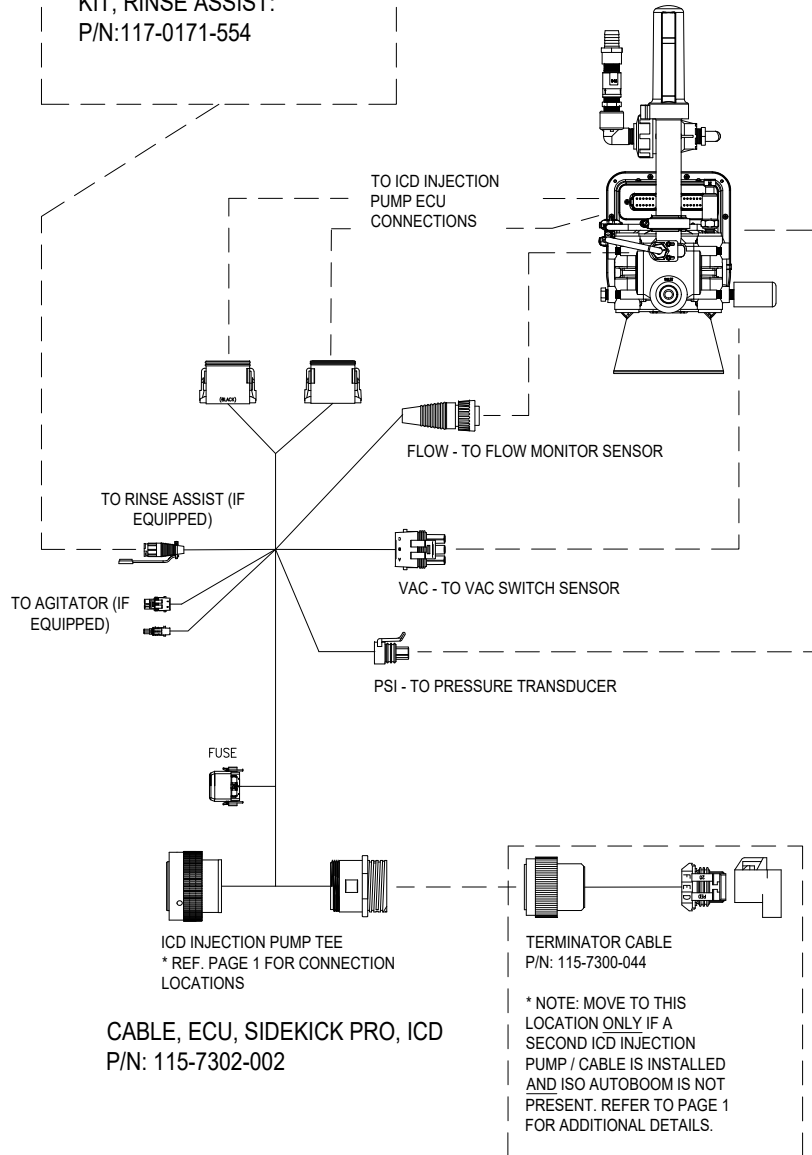 KIT, RINSE ASSIST:
P/N:117-0171-554
TO ICD INJECTION
PUMP ECU
CONNECTIONS
(BLACK)
FLOW - TO FLOW MONITOR SENSOR
TO RINSE ASSIST (IF
EQUIPPED)
VAC - TO VAC SWITCH SENSOR
TO AGITATOR (IF
EQUIPPED)
PSI - TO PRESSURE TRANSDUCER
FUSE
ICD INJECTION PUMP TEE
* REF. PAGE 1 FOR CONNECTION
LOCATIONS
CABLE, ECU, SIDEKICK PRO, ICD
P/N: 115-7302-002
TERMINATOR CABLE
P/N: 115-7300-044
* NOTE: MOVE TO THIS
LOCATION ONLY IF A
SECOND ICD INJECTION
PUMP / CABLE IS INSTALLED
AND ISO AUTOBOOM IS NOT
PRESENT. REFER TO PAGE 1
FOR ADDITIONAL DETAILS.